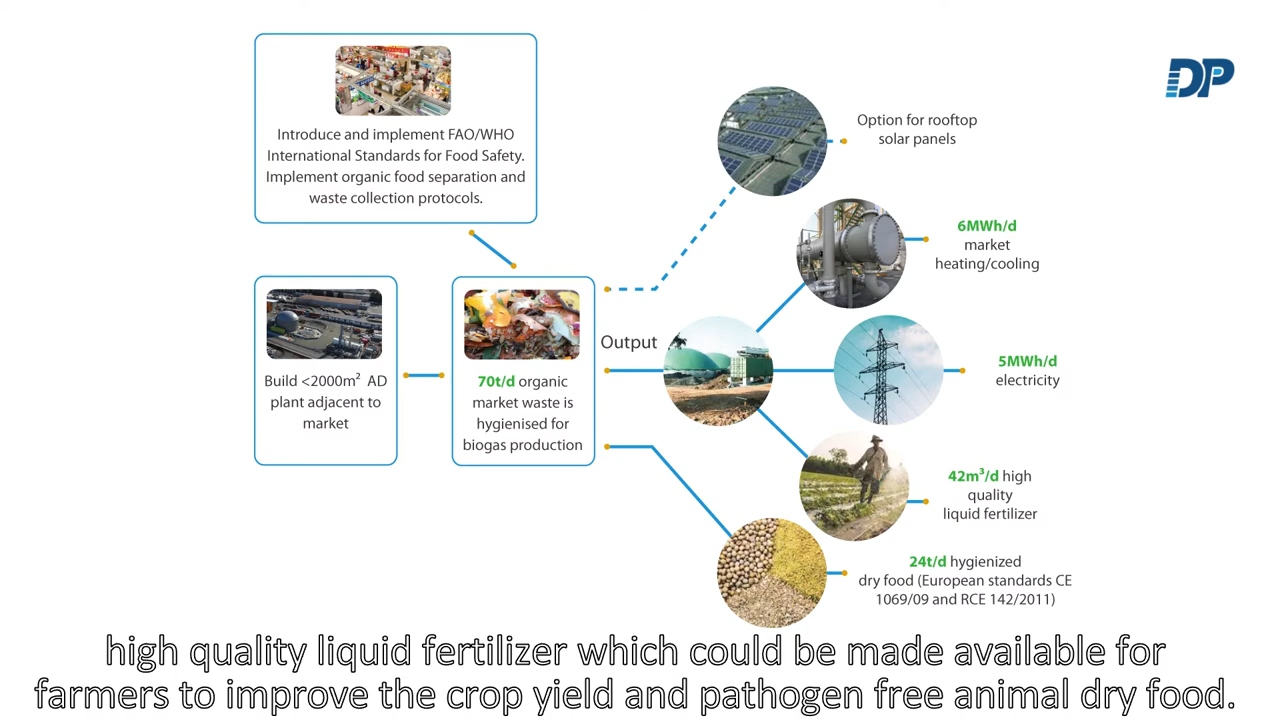 DP
Introduce and implement FAO/WHO
International Standards for Food Safety.
Implement organic food separation and
waste collection protocols.
Build <2000m² AD
plant adjacent to
market
70t/d organic
market waste is
hygienised for
biogas production
Output
Option for rooftop
solar panels
6MWh/d
market
heating/cooling
5MWh/d
electricity
42m³/d high
quality
liquid fertilizer
24t/d hygienized
dry food (European standards CE
1069/09 and RCE 142/2011)
high quality liquid fertilizer which could be made available for
farmers to improve the crop yield and pathogen free animal dry food.